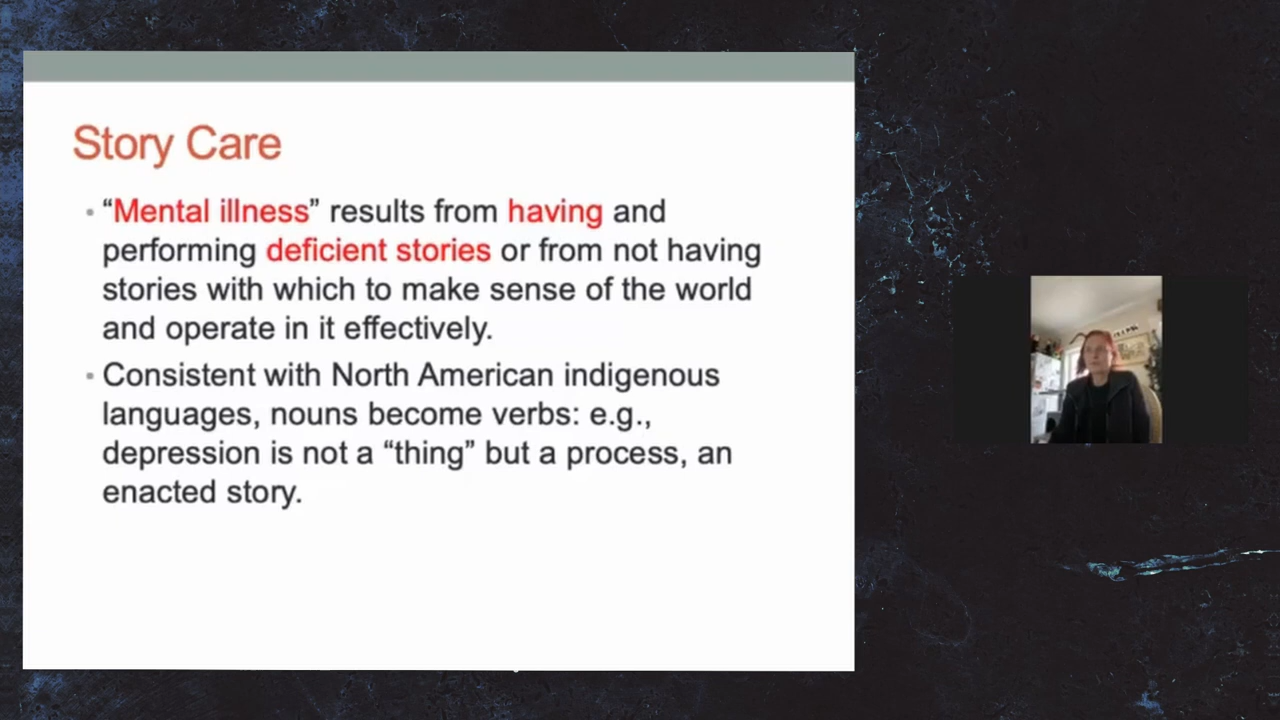 Story Care
• “Mental illness” results from having and
performing deficient stories or from not having
stories with which to make sense of the world
and operate in it effectively.
• Consistent with North American indigenous
languages, nouns become verbs: e.g.,
depression is not a “thing” but a process, an
enacted story.